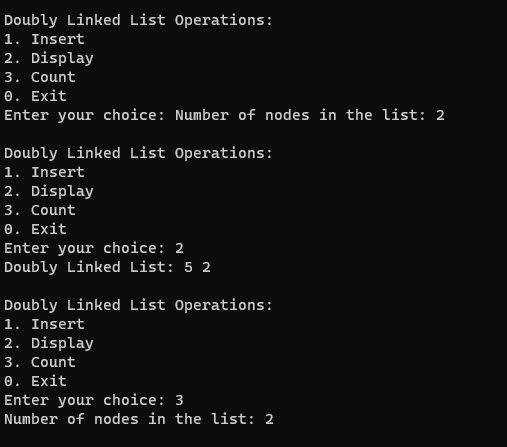 Doubly Linked List Operations:
1. Insert
2. Display
3. Count
0. Exit
Enter your choice: Number of nodes in the list: 2
Doubly Linked List Operations:
1. Insert
2. Display
3. Count
0. Exit
Enter your choice: 2
Doubly Linked List: 5 2
Doubly Linked List Operations:
1. Insert
2. Display
3. Count
0. Exit
Enter your choice: 3
Number of nodes in the list: 2